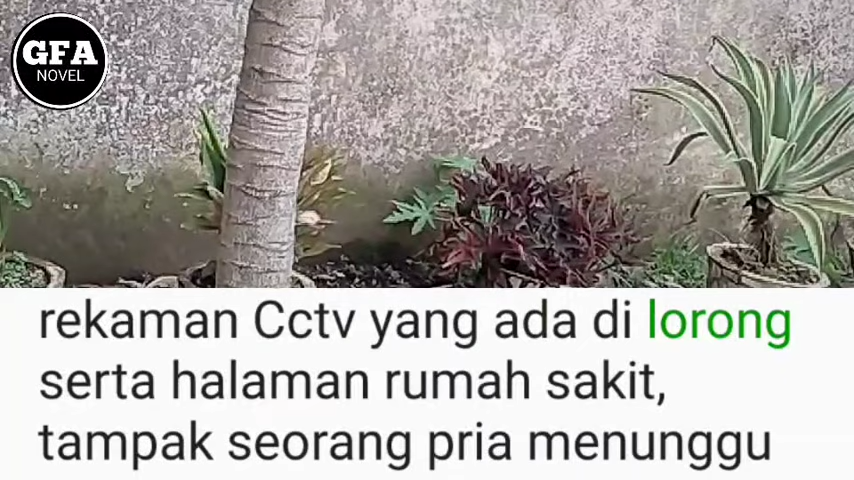 GFA
NOVEL
rekaman Cctv yang ada di lorong
serta halaman rumah sakit,
tampak seorang pria menunggu